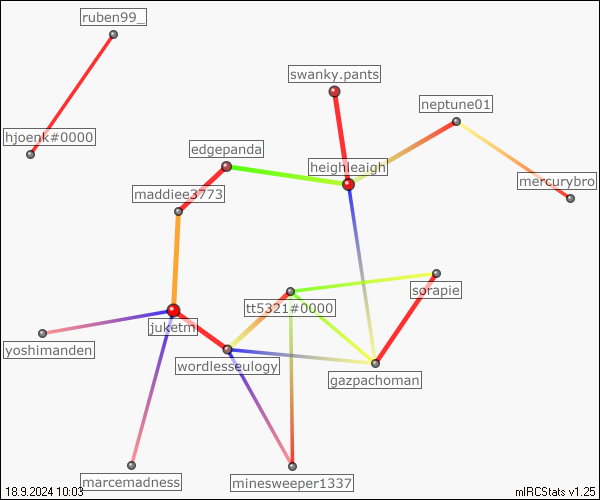 ruben99_
swanky.pants
neptune01
hjoenk#0000
edgepanda
heighleaigh
mercurybro
maddiee3773
sorapie
tt5321#0000
juketm
yoshimanden
wordlesseulogy
gazpachoman
marcemadness
minesweeper1337
18.9.2024 10:03
mIRCStats v1.25